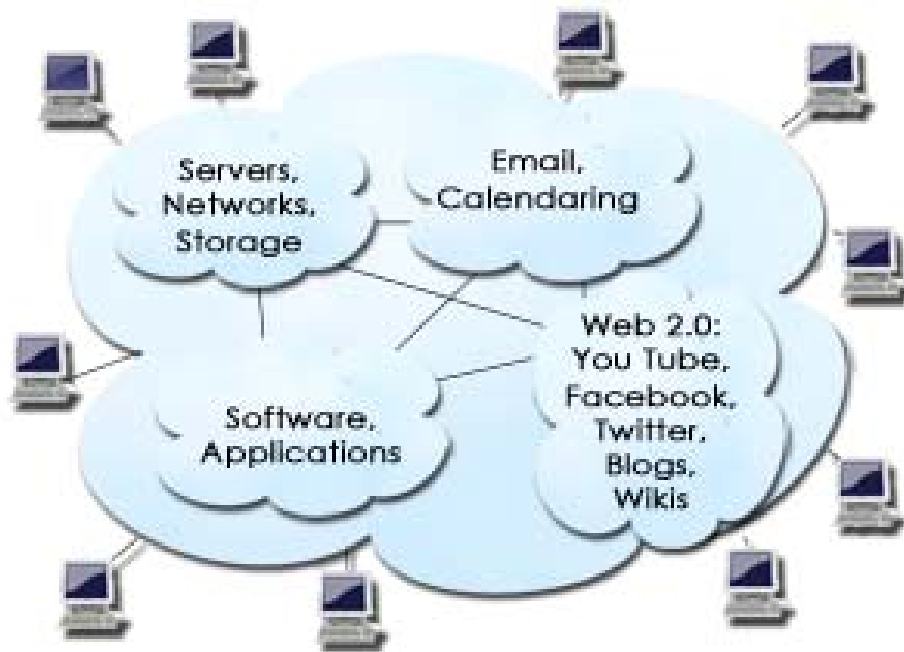 Servers,
Networks,
Storage
Email,
Calendaring
Web 2.0:
You Tube,
Facebook,
Twitter,
Blogs,
Wikis
Software,
Applications